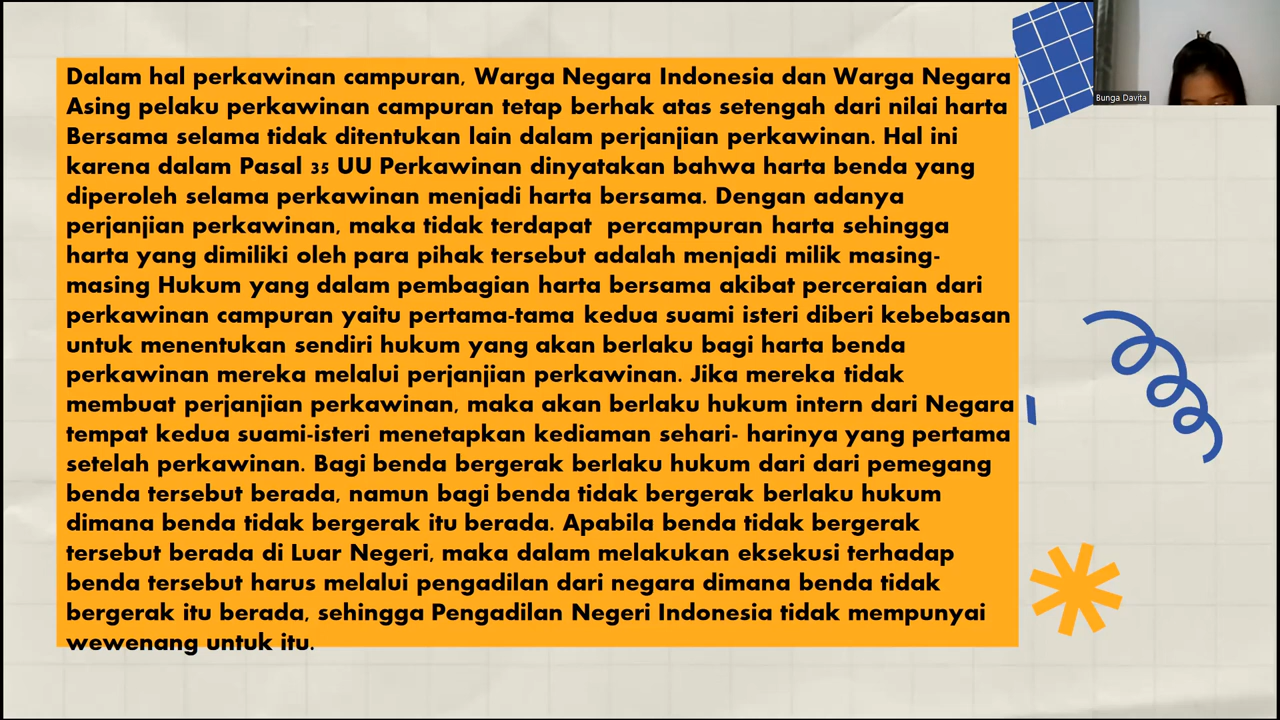 Dalam hal perkawinan campuran, Warga Negara Indonesia dan Warga Negara
Asing pelaku perkawinan campuran tetap berhak atas setengah dari nilai harta
Bersama selama tidak ditentukan lain dalam perjanjian perkawinan. Hal ini
karena dalam Pasal 35 UU Perkawinan dinyatakan bahwa harta benda yang
diperoleh selama perkawinan menjadi harta bersama. Dengan adanya
perjanjian perkawinan, maka tidak terdapat  percampuran harta sehingga
harta yang dimiliki oleh para pihak tersebut adalah menjadi milik masing-
masing Hukum yang dalam pembagian harta bersama akibat perceraian dari
perkawinan campuran yaitu pertama-tama kedua suami isteri diberi kebebasan
untuk menentukan sendiri hukum yang akan berlaku bagi harta benda
perkawinan mereka melalui perjanjian perkawinan. Jika mereka tidak
membuat perjanjian perkawinan, maka akan berlaku hukum intern dari Negara
tempat kedua suami-isteri menetapkan kediaman sehari- harinya yang pertama
setelah perkawinan. Bagi benda bergerak berlaku hukum dari dari pemegang
benda tersebut berada, namun bagi benda tidak bergerak berlaku hukum
dimana benda tidak bergerak itu berada. Apabila benda tidak bergerak
tersebut berada di Luar Negeri, maka dalam melakukan eksekusi terhadap
benda tersebut harus melalui pengadilan dari negara dimana benda tidak
bergerak itu berada, sehingga Pengadilan Negeri Indonesia tidak mempunyai
wewenang untuk itu.
Bunga Davita